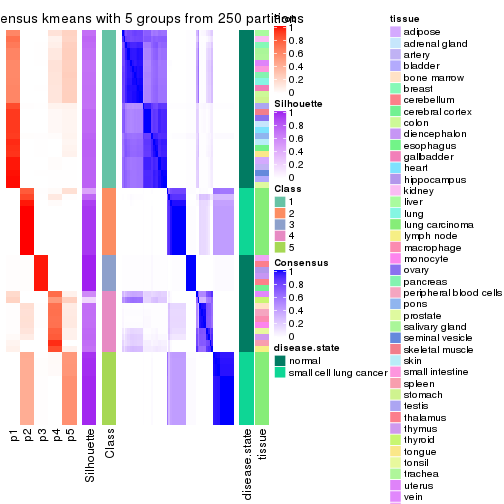 ensus kmeans with 5 groups from 250 partitions
1
0.8
0.6
0.4
0.2
0
Silhouette
1
0.8
0.6
0.4
0.2
0
Class
1
2
3
4
5
Consensus
1
0.8
0.6
0.4
0.2
0
disease.state
normal
small cell lung cancer
tissue
adipose
adrenal gland
artery
bladder
bone marrow
breast
cerebellum
cerebral cortex
colon
diencephalon
esophagus
gallbadder
heart
hippocampus
kidney
liver
lung
lung carcinoma
lymph node
macrophage
monocyte
ovary
pancreas
peripheral blood cells
pons
prostate
salivary gland
seminal vesicle
skeletal muscle
skin
small intestine
spleen
stomach
testis
thalamus
thymus
thyroid
tongue
tonsil
trachea
uterus
vein
p1
p2
p3
p4
p5
Silhouette
Class
disease.state
tissue